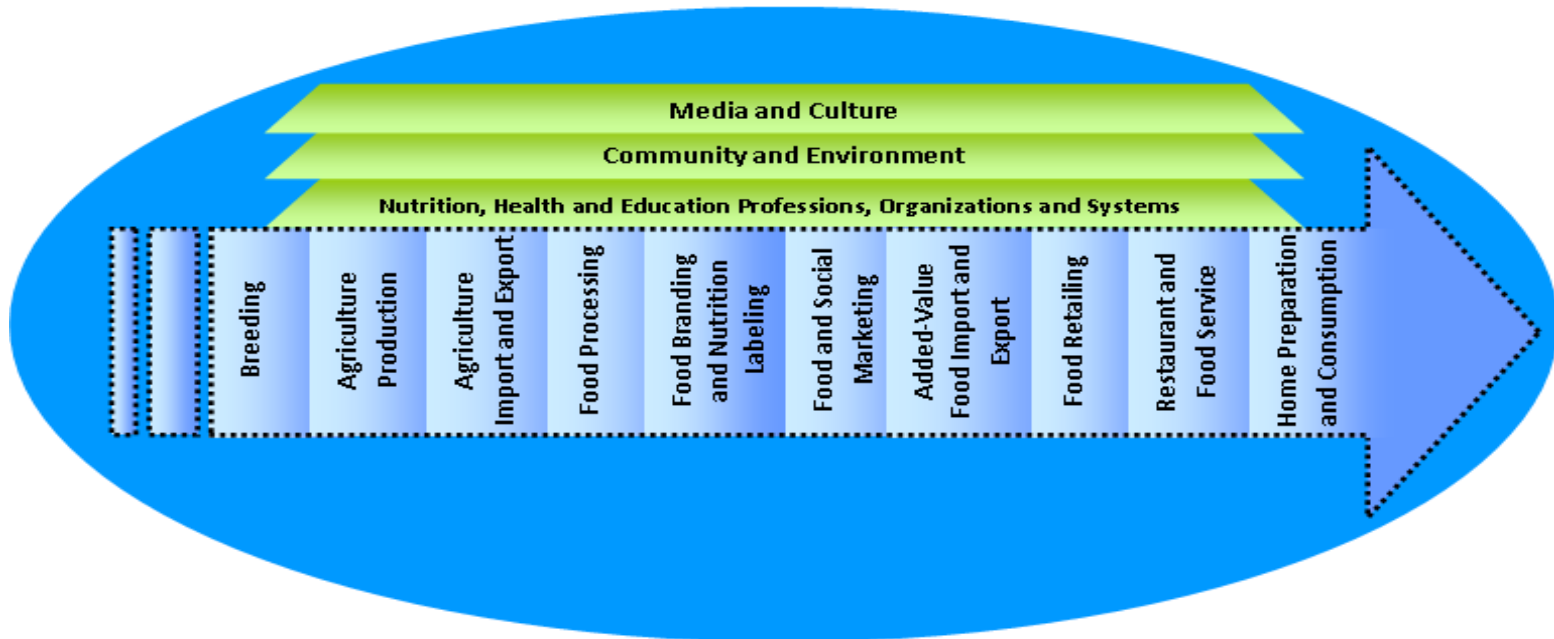 Media and Culture
Community and Environment
Nutrition, Health and Education Professions, Organizations and Systems
Breeding
Agriculture
Production
Agriculture
Import and Export
Food Processing
Food Branding
and Nutrition
Labeling
Food and Social
Marketing
Added-Value
Food Import and
Export
Food Retailing
Restaurant and
Food Service
Home Preparation
and Consumption